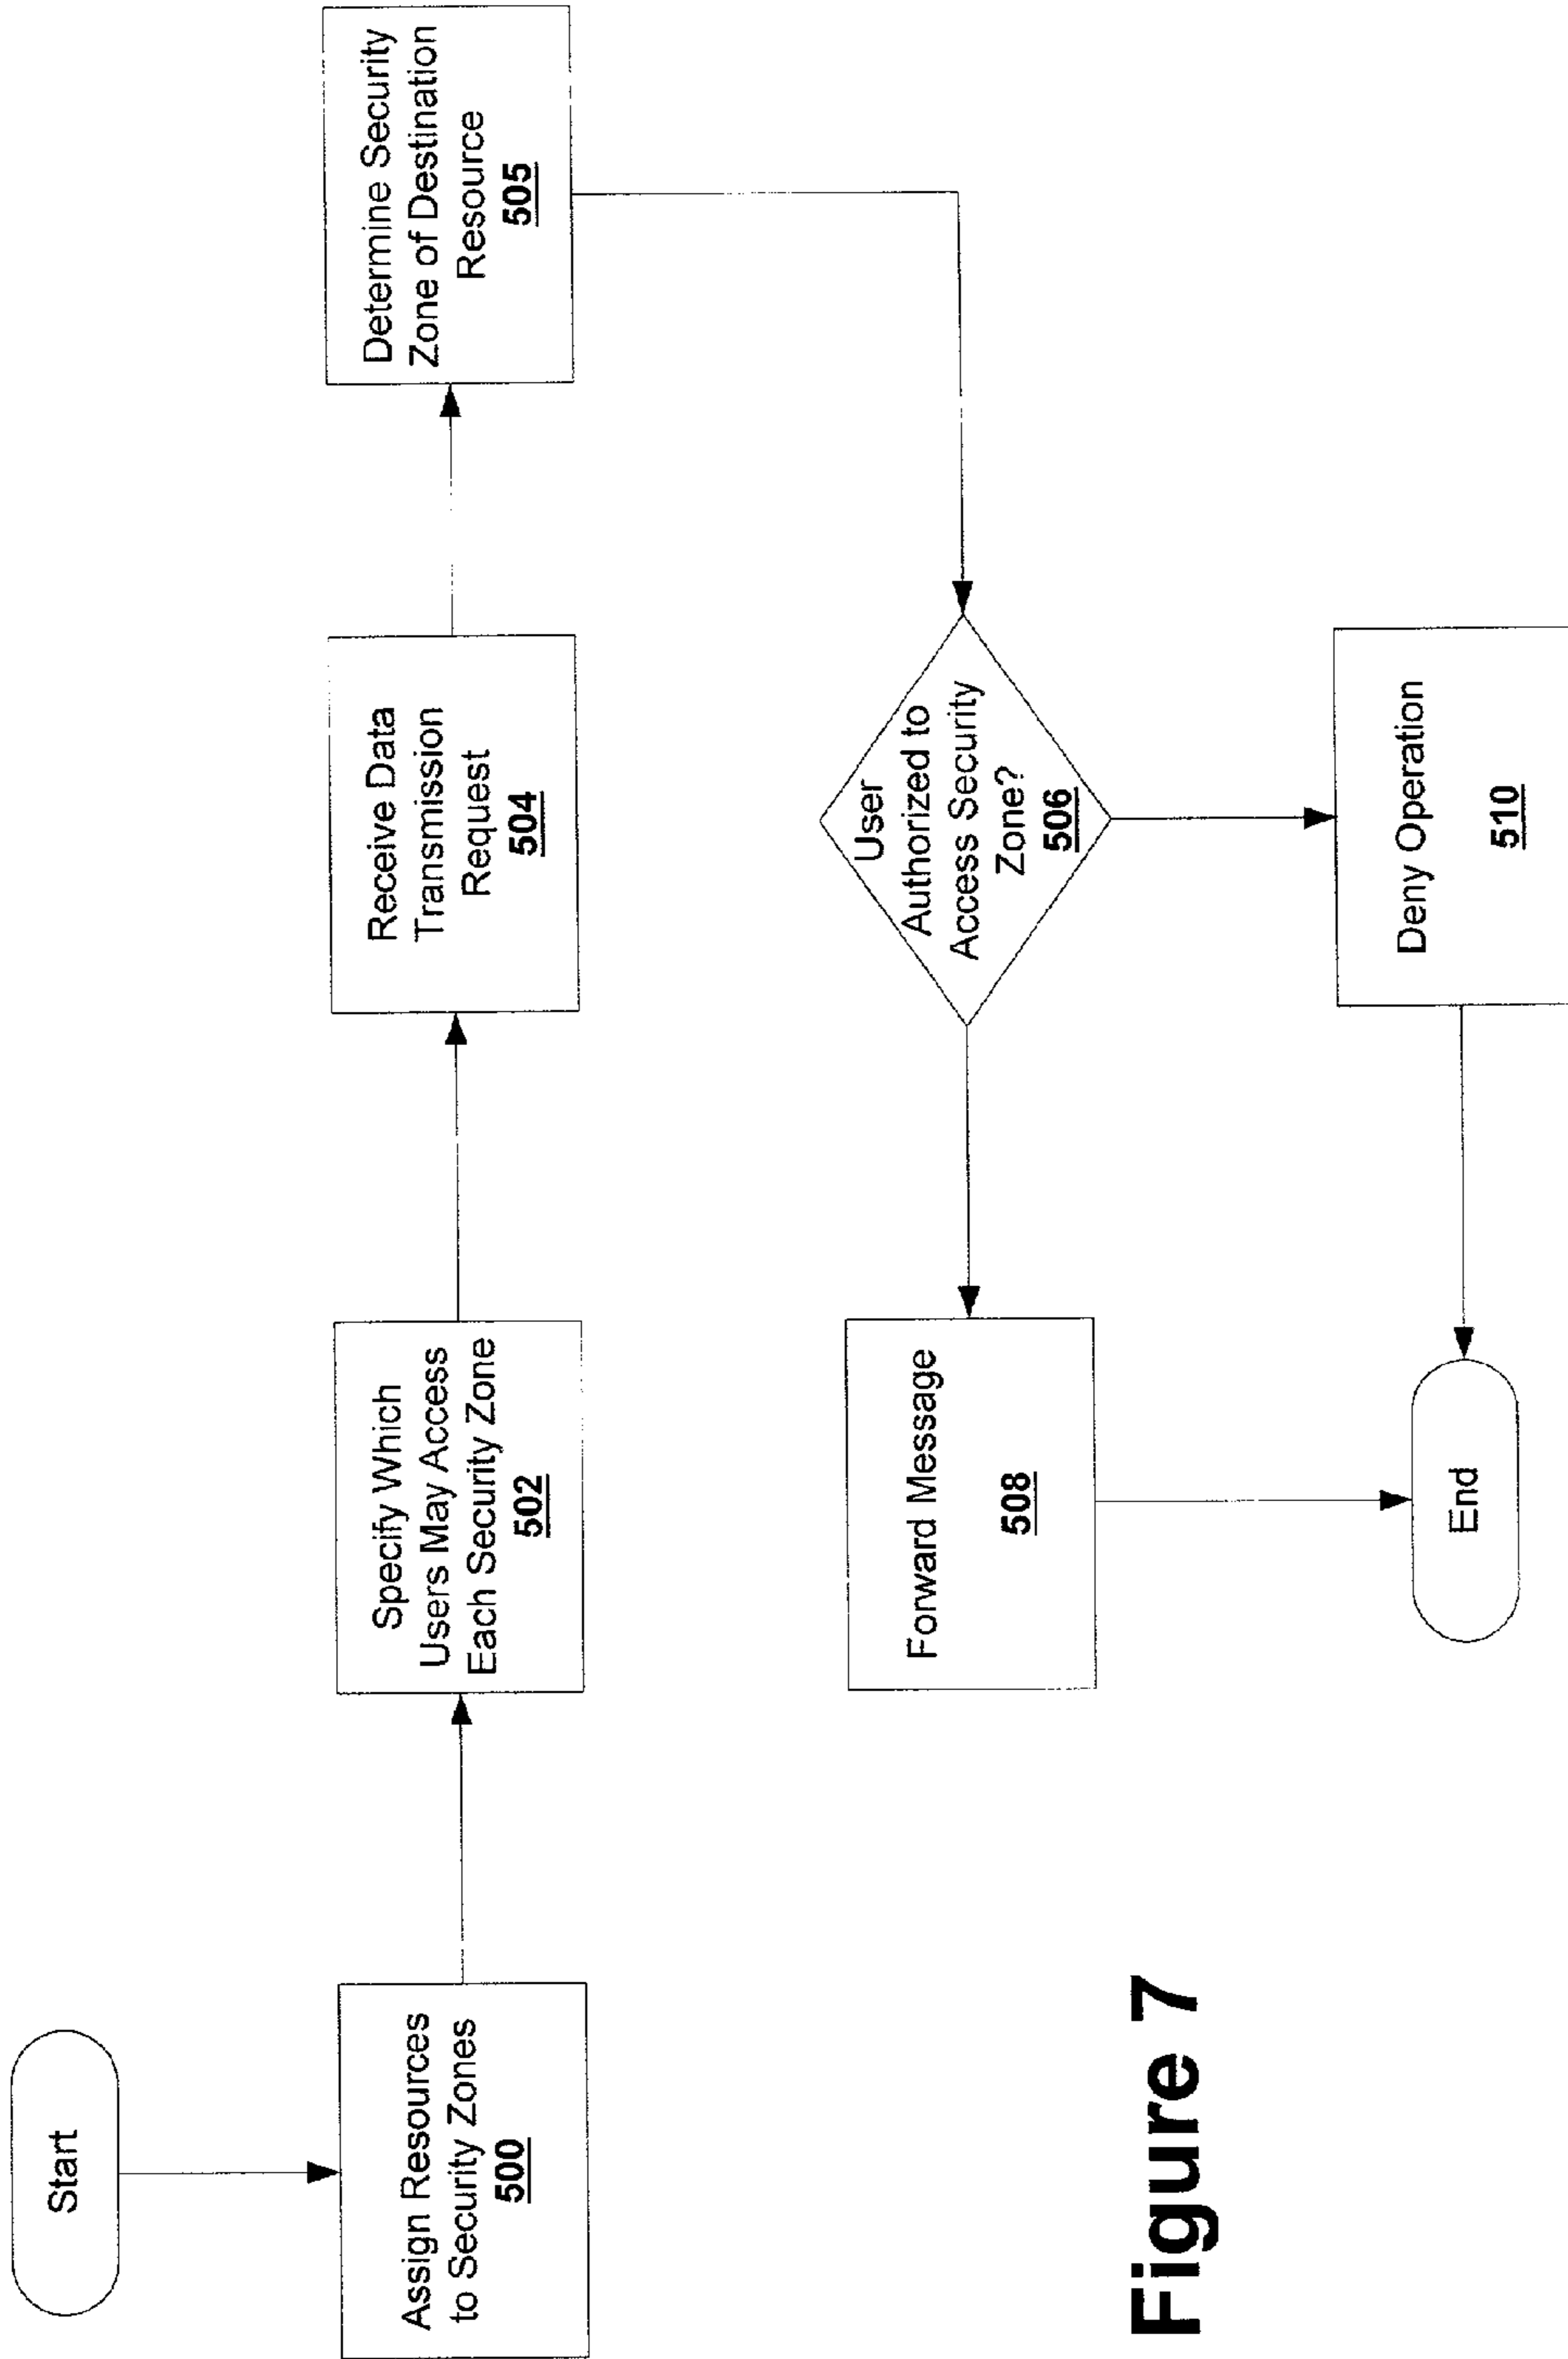 Start
Assign Resources
to Security Zones
500
Specify Which
Users May Access
Each Security Zone
502
Receive Data
Transmission
Request
504
Determine Security
Zone of Destination
Resource
505
User
Authorized to
Access Security
Zone?
506
Forward Message
508
Deny Operation
510
End
Figure 7